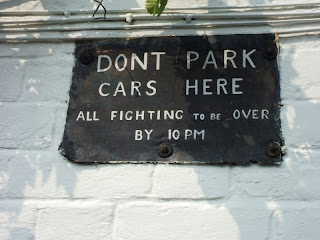 DONT PARK
CARS HERE
ALL FIGHTING TO BE OVER
BY 10 PM